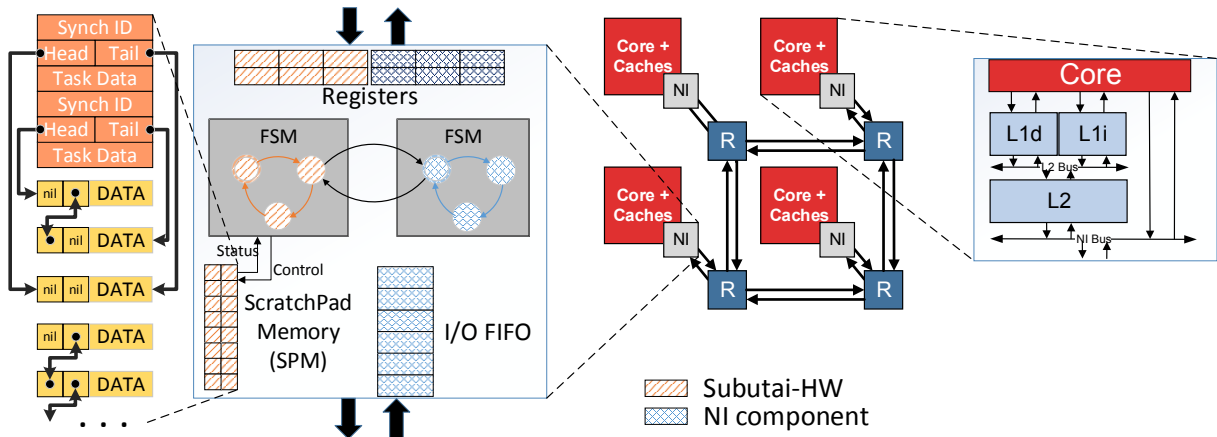 Synch ID
Head Tail
Task Data
Synch ID
Head Tail
Task Data
nil DATA
nil DATA
nil nil DATA
nil DATA
DATA
. . .
Registers
FSM
FSM
Status
Control
ScratchPad
Memory
(SPM)
I/O FIFO
Core +
Caches
NI
Core +
Caches
NI
R
R
Core +
Caches
NI
Core +
Caches
NI
R
R
Subutai-HW
NI component
Core
L1d
L1i
L2 Bus
L2
NI Bus